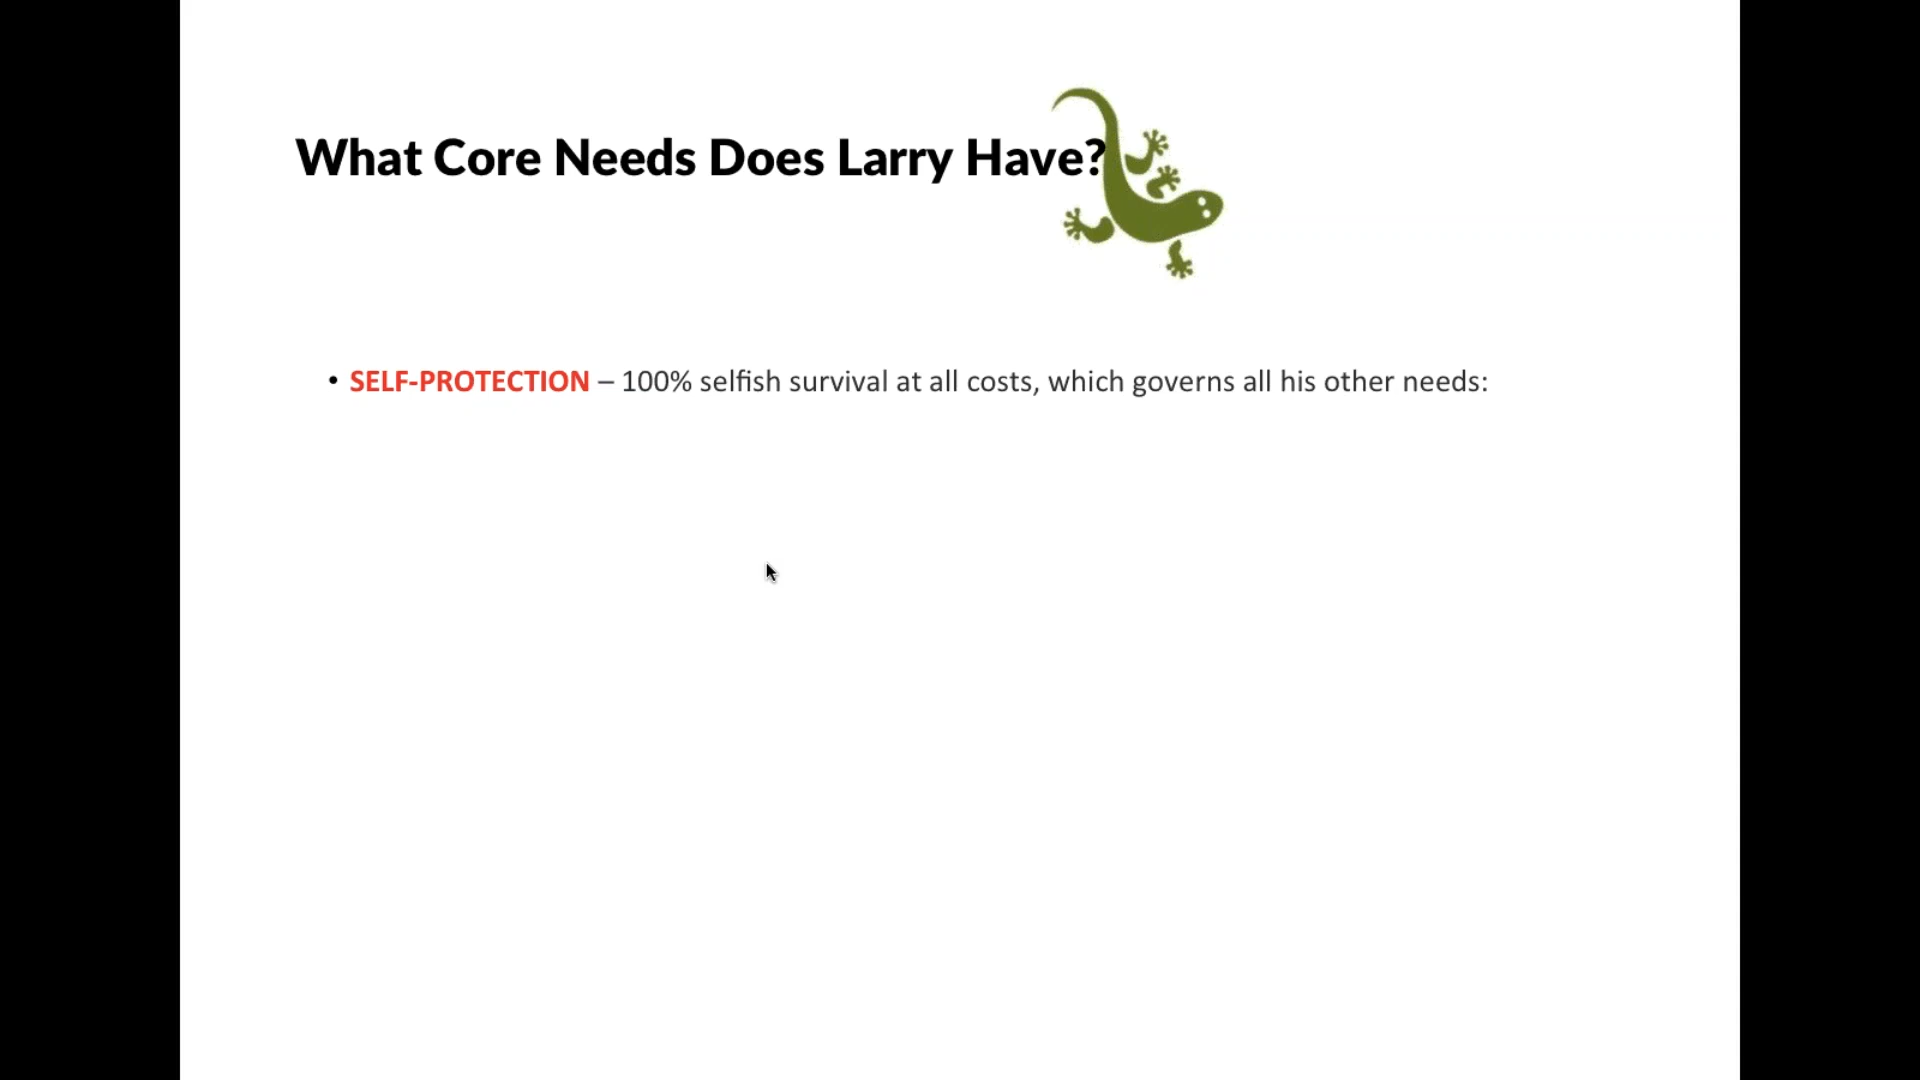 What Core Needs Does Larry Have?
• SELF-PROTECTION – 100% selfish survival at all costs, which governs all his other needs: